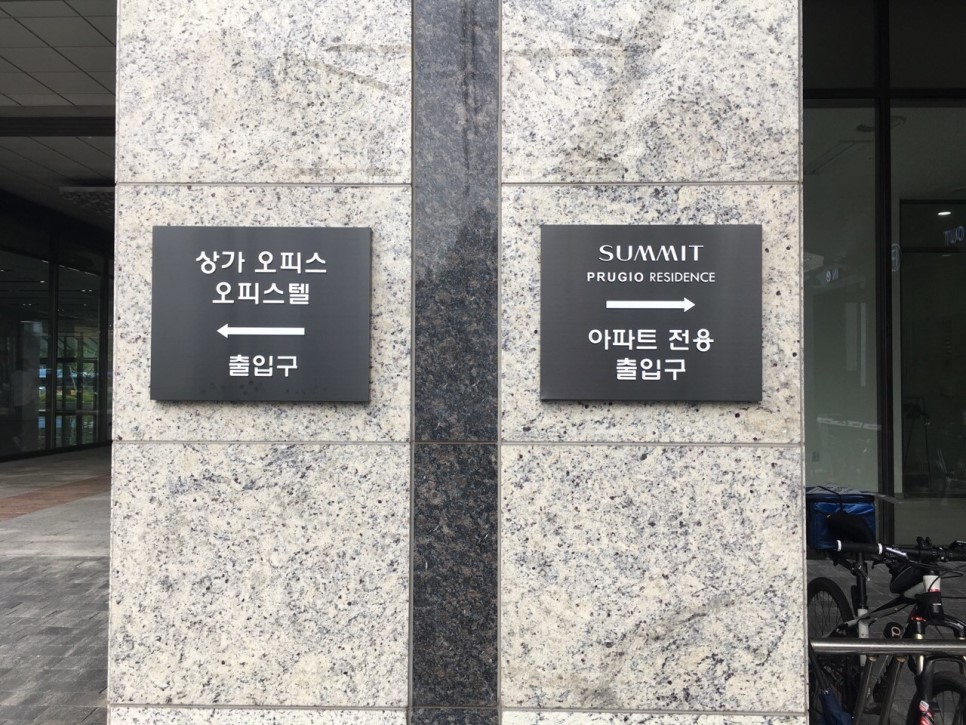 상가 오피스
오피스텔
출입구
SUMMIT
PRUGIO RESIDENCE
아파트 전용
출입구